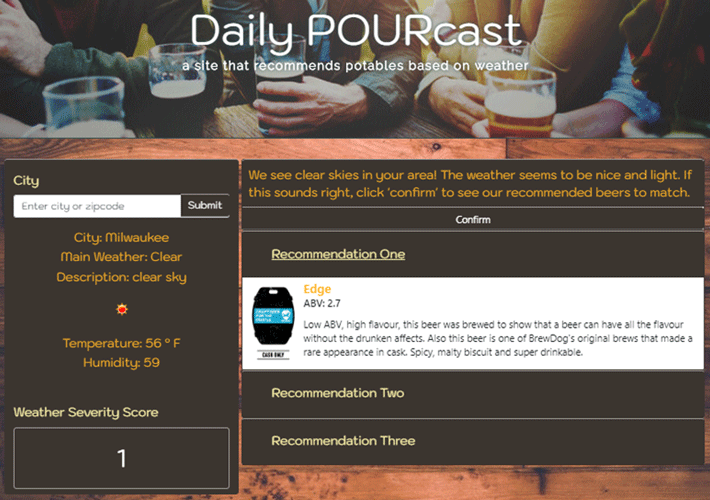 Daily POURcast
a site that recommends potables based on weather
City
Enter city or zipcode
Submit
City: Milwaukee
Main Weather: Clear
Description: clear sky
Temperature: 56 º F
Humidity: 59
Weather Severity Score
1
We see clear skies in your area! The weather seems to be nice and light. If
this sounds right, click 'confirm' to see our recommended beers to match.
Confirm
Recommendation One
Edge
ABV: 2.7
Low ABV, high flavour, this beer was brewed to show that a beer can have all the flavour
without the drunken affects. Also this beer is one of BrewDog's original brews that made a
rare appearance in cask. Spicy, malty biscuit and super drinkable.
CASK ONLY
Recommendation Two
Recommendation Three